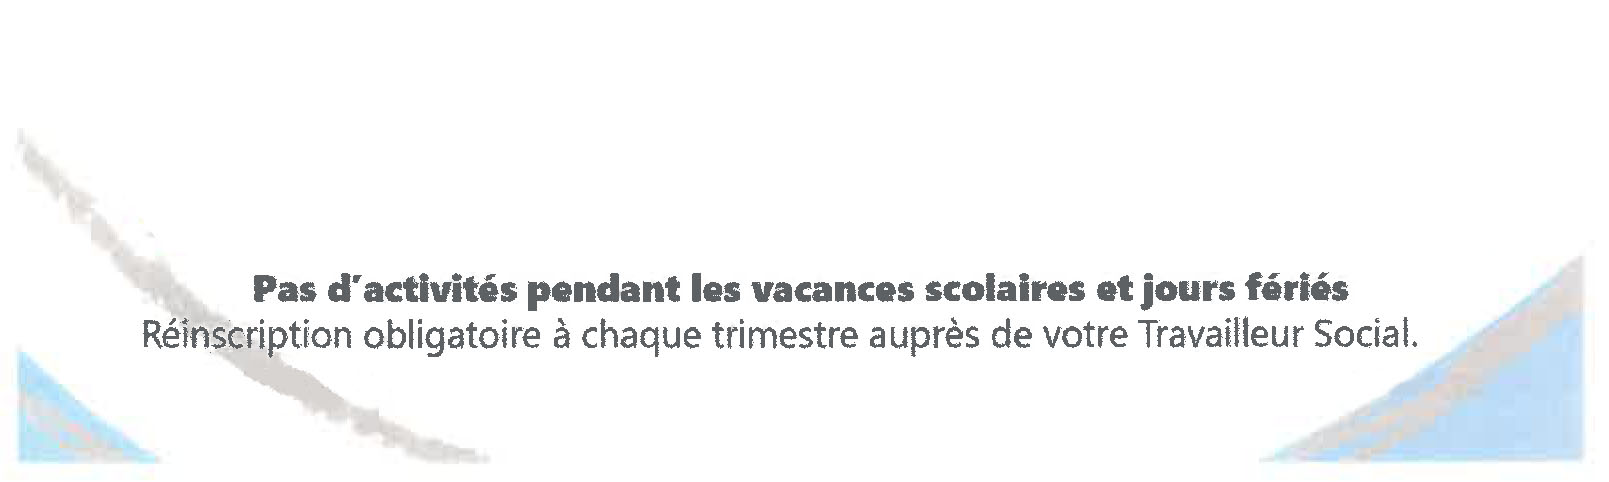 Pas d'activités pendant les vacances scolaires et jours fériés
Réinscription obligatoire à chaque trimestre auprès de votre Travailleur Social.